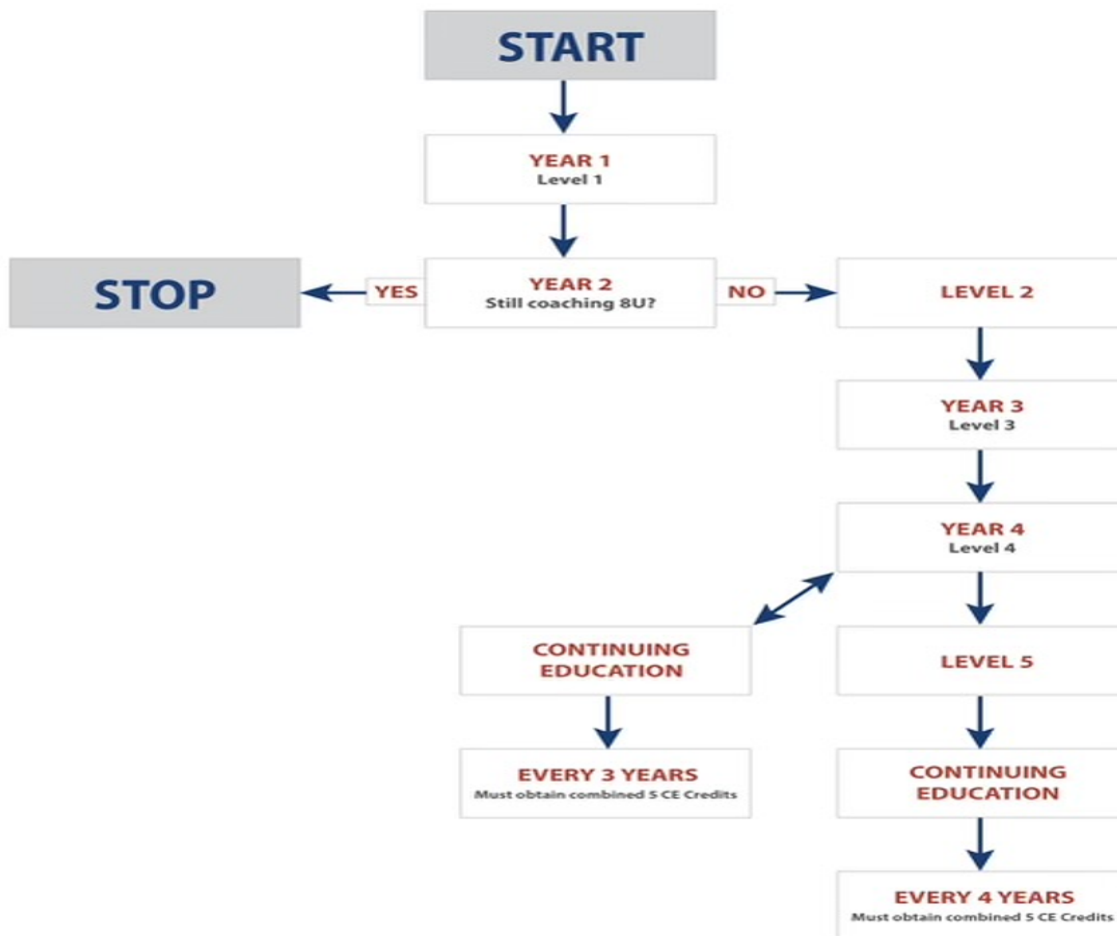 START
YEAR 1
Level 1
STOP
YES
YEAR 2
Still coaching 8U?
NO
LEVEL 2
YEAR 3
Level 3
YEAR 4
Level 4
CONTINUING
EDUCATION
LEVEL 5
EVERY 3 YEARS
Must obtain combined 5 CE Credits
CONTINUING
EDUCATION
EVERY 4 YEARS
Must obtain combined 5 CE Credits